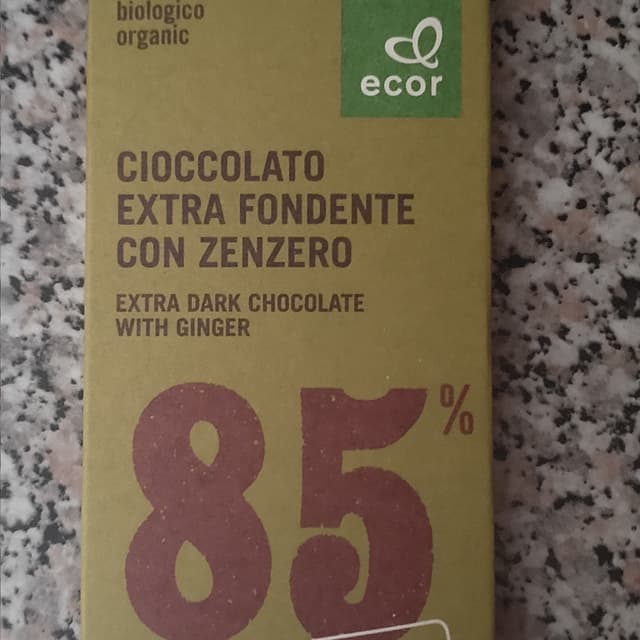 biologico
organic
ecor
CIOCCOLATO
EXTRA FONDENTE
CON ZENZERO
EXTRA DARK CHOCOLATE
WITH GINGER
85%